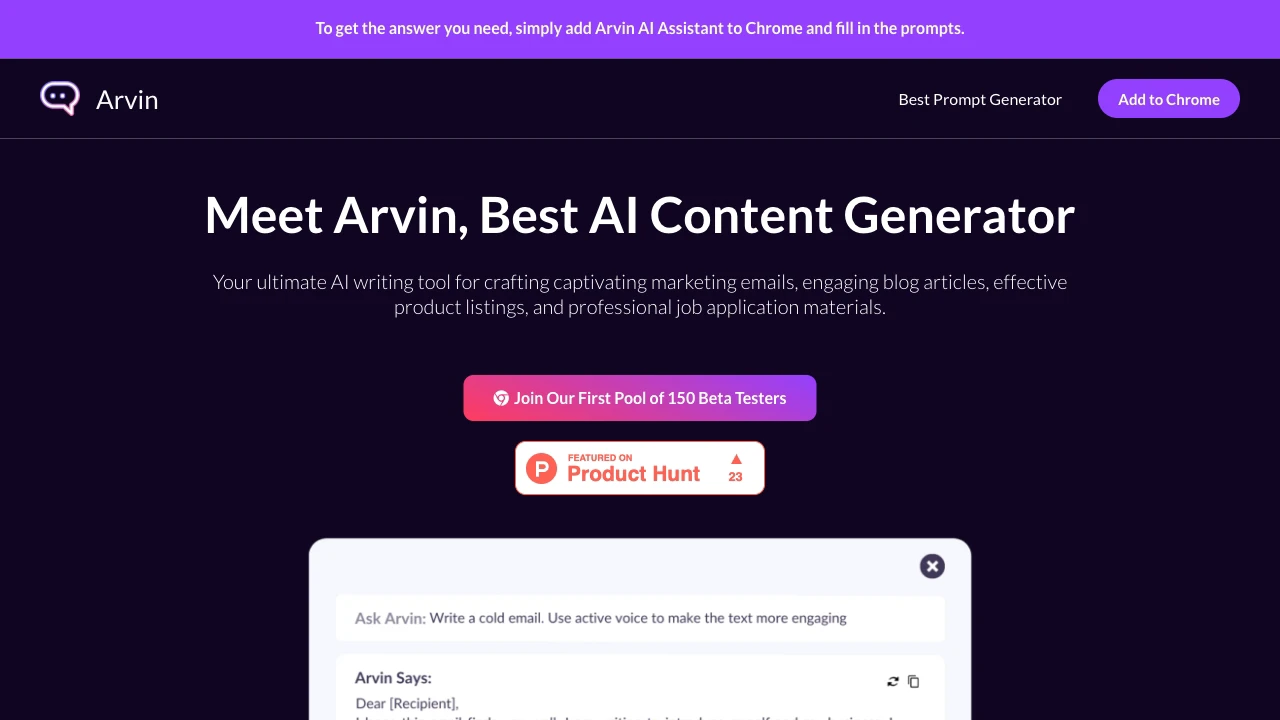 To get the answer you need, simply add Arvin AI Assistant to Chrome and fill in the prompts.
Arvin
Best Prompt Generator
Add to Chrome
Meet Arvin, Best AI Content Generator
Your ultimate AI writing tool for crafting captivating marketing emails, engaging blog articles, effective
product listings, and professional job application materials.
Join Our First Pool of 150 Beta Testers
FEATURED ON
Product Hunt
23
Ask Arvin: Write a cold email. Use active voice to make the text more engaging
Arvin Says:
Dear [Recipient],